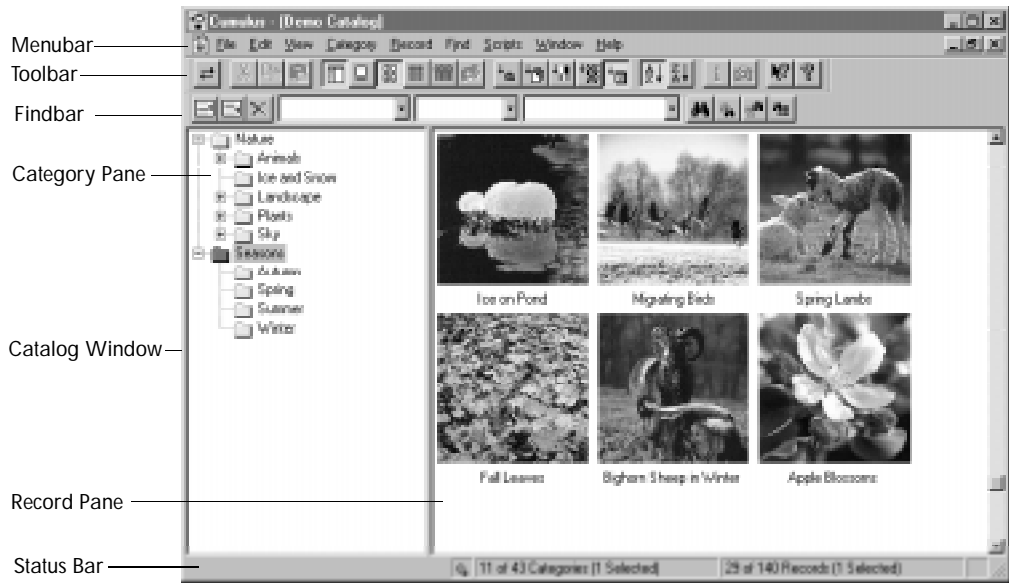 Cumulus - [Demo Catalog]
Menubar
File Edit View Category Record Find Scripts Window Help
Toolbar
Findbar
Category Pane
Catalog Window
Record Pane
Status Bar
Nature
Animals
Ice and Snow
Landscape
Plants
Sky
Seasons
Autumn
Spring
Summer
Winter
Ice on Pond
Migrating Birds
Spring Lambs
Fall Leaves
Bighorn Sheep in Winter
Apple Blossoms
11 of 43 Categories (1 Selected)
29 of 140 Records (1 Selected)